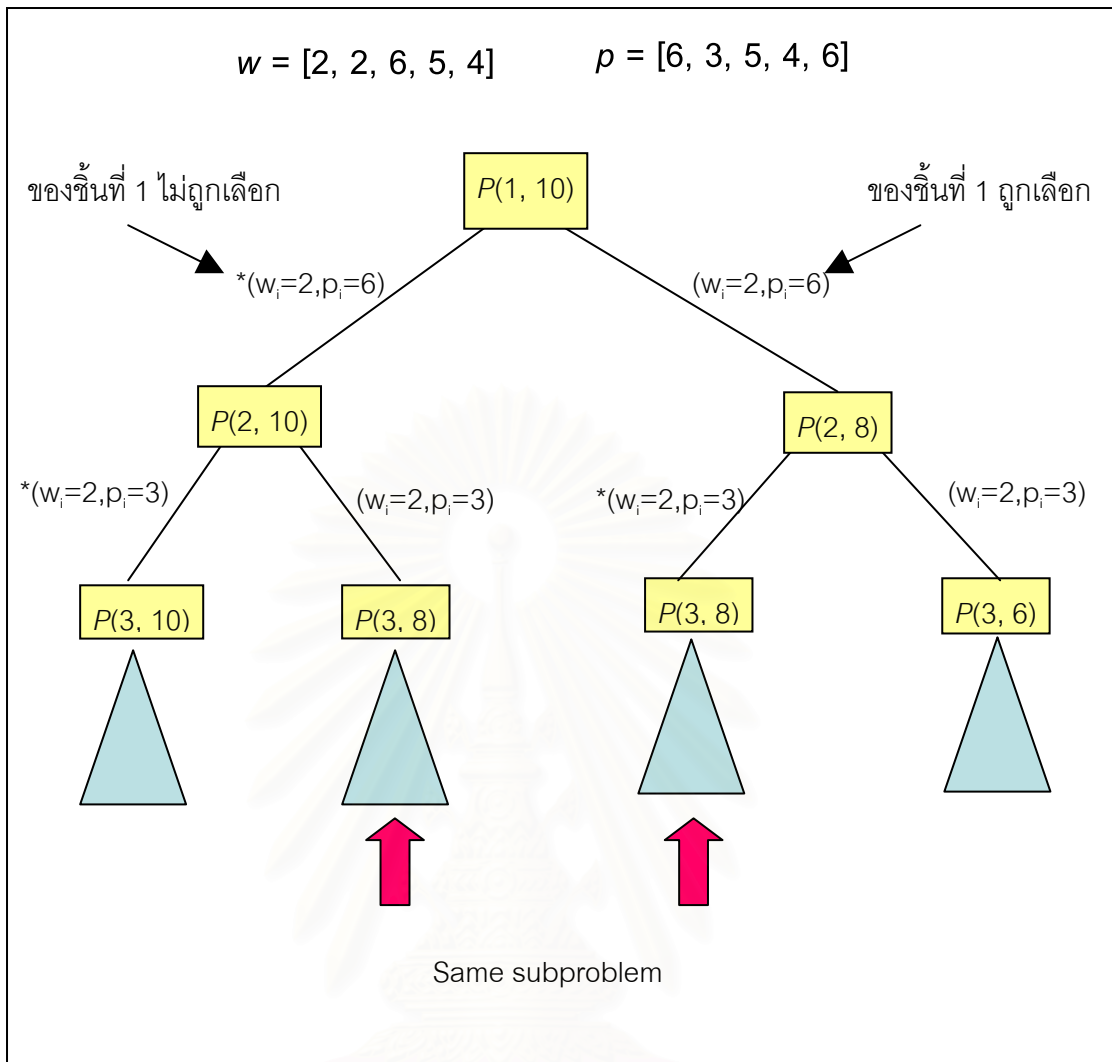 w = [2, 2, 6, 5, 4] p = [6, 3, 5, 4, 6]
P(1, 10)
ของชิ้นที่ 1 ไม่ถูกเลือก
ของชิ้นที่ 1 ถูกเลือก
*(wᵢ=2,pᵢ=6)
(wᵢ=2,pᵢ=6)
P(2, 10)
P(2, 8)
*(wᵢ=2,pᵢ=3)
(wᵢ=2,pᵢ=3)
*(wᵢ=2,pᵢ=3)
(wᵢ=2,pᵢ=3)
P(3, 10)
P(3, 8)
P(3, 8)
P(3, 6)
Same subproblem